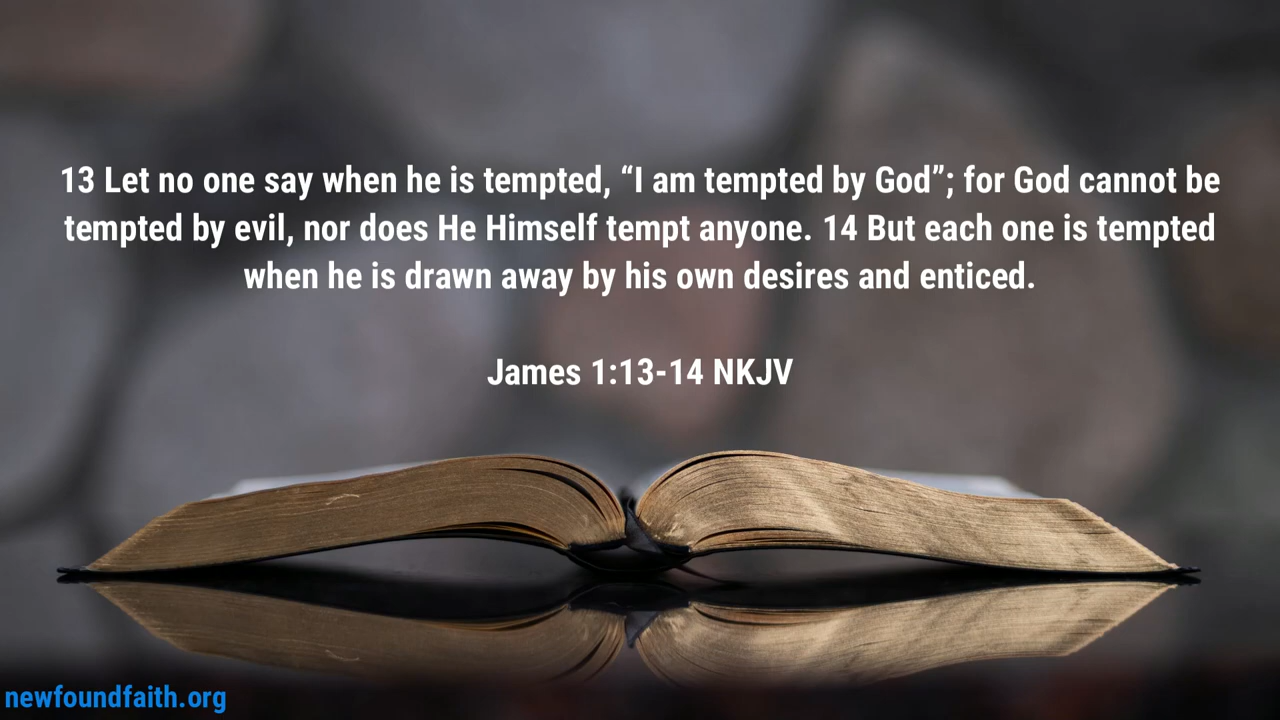 13 Let no one say when he is tempted, “I am tempted by God”; for God cannot be
tempted by evil, nor does He Himself tempt anyone. 14 But each one is tempted
when he is drawn away by his own desires and enticed.
James 1:13-14 NKJV
newfoundfaith.org